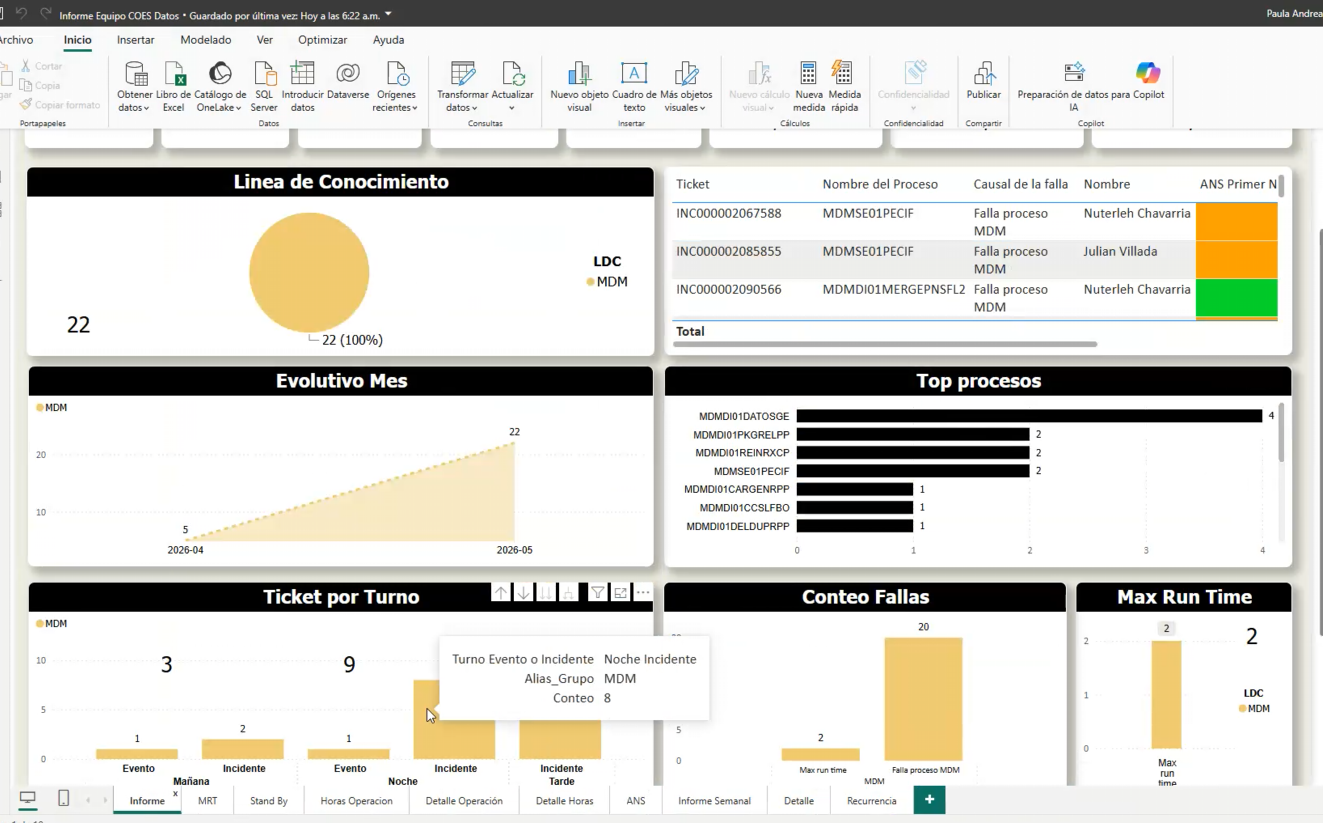 Informe Equipo COES Datos • Guardado por última vez: Hoy a las 6:22 a.m.
Paula Andrea
Archivo Inicio Insertar Modelado Ver Optimizar Ayuda
Cortar
Copia
Copiar formato
Portapapeles
Obtener datos
Libro de Excel
Catálogo de OneLake
SQL Server
Introducir datos
Dataverse
Orígenes recientes
Datos
Transformar datos
Actualizar
Consultas
Nuevo objeto visual
Cuadro de texto
Más objetos visuales
Insertar
Nuevo cálculo visual
Nueva medida
Medida rápida
Cálculos
Confidencialidad
Confidencialidad
Publicar
Compartir
Preparación de datos para IA
Copilot
Copilot
Linea de Conocimiento
22
22 (100%)
LDC
MDM
Ticket Nombre del Proceso Causal de la falla Nombre ANS Primer N
INC000002067588 MDMSE01PECIF Falla proceso MDM Nuterleh Chavarria
INC000002085855 MDMSE01PECIF Falla proceso MDM Julian Villada
INC000002090566 MDMDI01MERGEPNSFL2 Falla proceso MDM Nuterleh Chavarria
Total
Evolutivo Mes
MDM
20
10
5
22
2026-04 2026-05
Top procesos
MDMDI01DATOSGE 4
MDMDI01PKGRELPP 2
MDMDI01REINRXCP 2
MDMSE01PECIF 2
MDMDI01CARGENRPP 1
MDMDI01CCSLFBO 1
MDMDI01DELDUPRPP 1
0 1 2 3 4
Ticket por Turno
MDM
10
5
0
3
9
1
2
1
Evento Incidente Evento Incidente Incidente
Mañana Noche Tarde
Turno Evento o Incidente Noche Incidente
Alias_Grupo MDM
Conteo 8
Conteo Fallas
20
5
0
2
Max run time Falla proceso MDM
MDM
Max Run Time
2
2
1
0
2
LDC
MDM
Max
run
time
Informe MRT Stand By Horas Operacion Detalle Operación Detalle Horas ANS Informe Semanal Detalle Recurrencia +